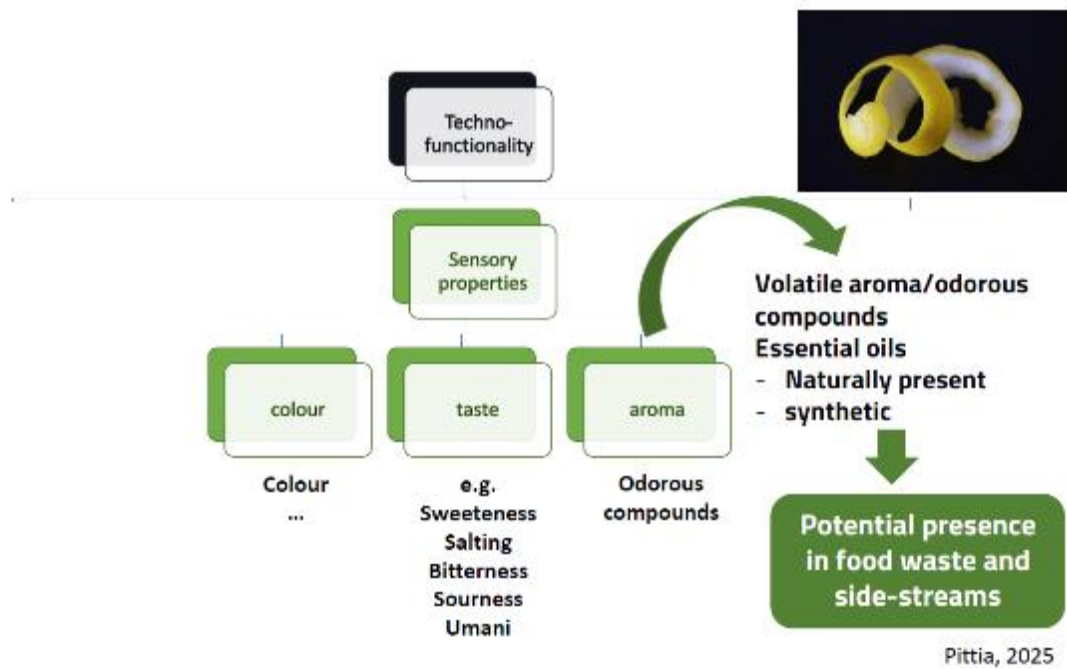 Techno-
functionality
Sensory
properties
colour
taste
aroma
Colour
...
e.g.
Sweeteness
Salting
Bitterness
Sourness
Umani
Odorous
compounds
Volatile aroma/odorous
compounds
Essential oils
- Naturally present
- synthetic
Potential presence
in food waste and
side-streams
Pittia, 2025